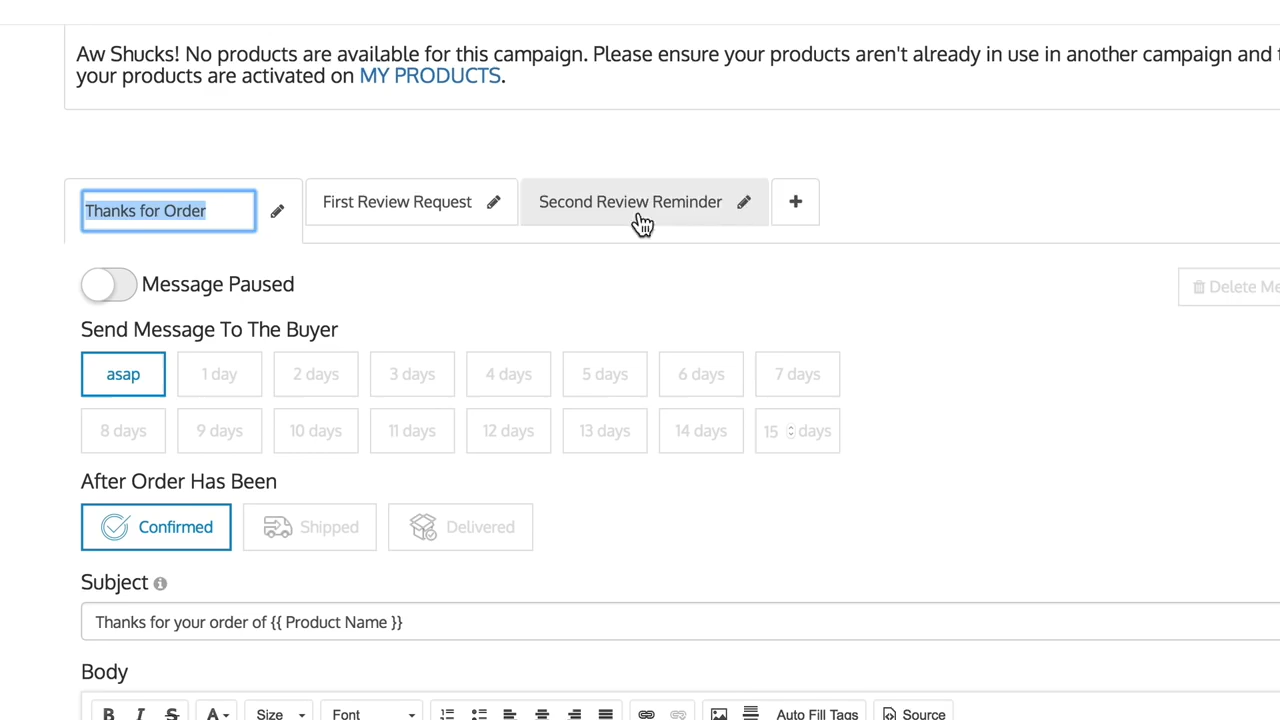 Aw Shucks! No products are available for this campaign. Please ensure your products aren't already in use in another campaign and
your products are activated on MY PRODUCTS.
Thanks for Order First Review Request Second Review Reminder +
Message Paused
Delete Me
Send Message To The Buyer
asap 1 day 2 days 3 days 4 days 5 days 6 days 7 days
8 days 9 days 10 days 11 days 12 days 13 days 14 days 15 days
After Order Has Been
Confirmed Shipped Delivered
Subject
Thanks for your order of {{ Product Name }}
Body
B I S A Size Font Auto Fill Tags Source